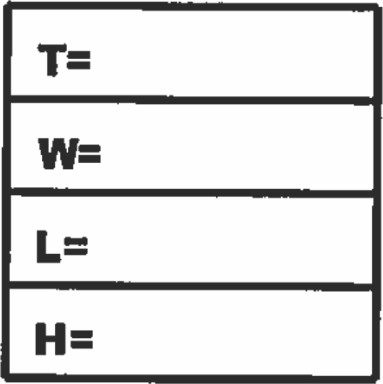 T=
W=
L=
H=